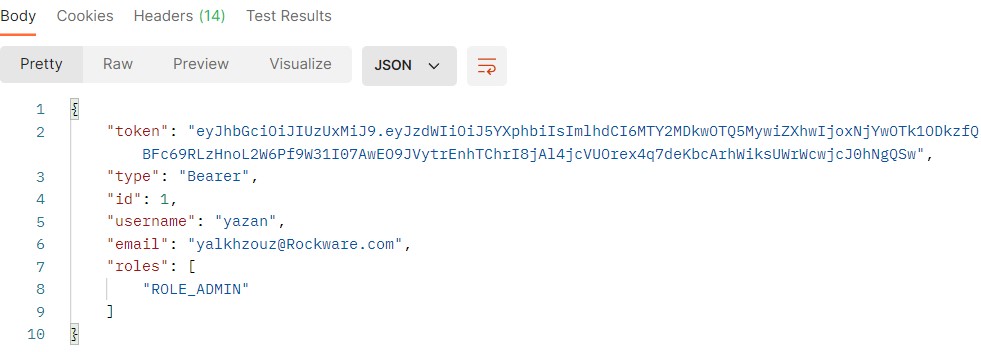 Body Cookies Headers (14) Test Results
Pretty Raw Preview Visualize JSON
1 {
2 "token": "eyJhbGciOiJIUzUxMiJ9.eyJzdWIiOiJ5YXphbiIsImlhdCI6MTY2MDkwOTQ5MywiZXhwIjoxNjYwOTk1ODkzfQ
BFc69RLzHnoL2W6Pf9W31I07AwEO9JVytrEnhTChrI8jAl4jcVUOrex4q7deKbcArhWiksUWrWcwjcJ0hNgQSw",
3 "type": "Bearer",
4 "id": 1,
5 "username": "yazan",
6 "email": "yalkhzouz@Rockware.com",
7 "roles": [
8 "ROLE_ADMIN"
9 ]
10 }